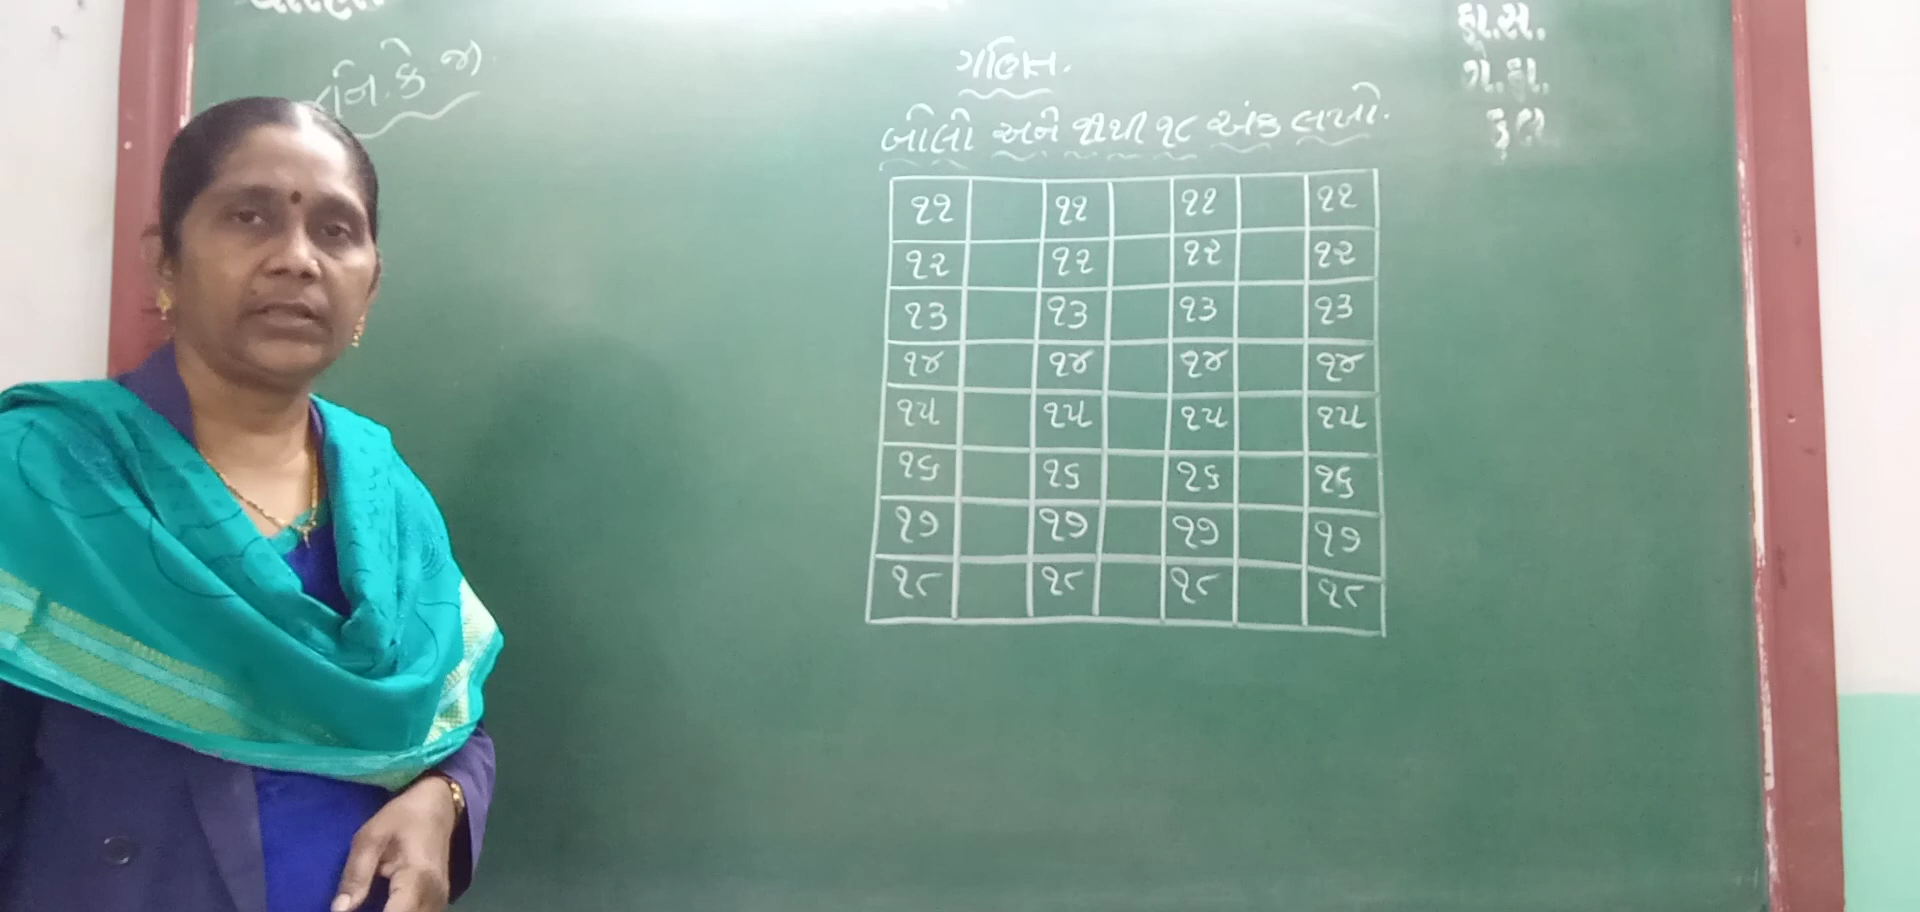 નિ. કે. જી.
ગણિત.
બોલો અને ૧૧થી ૧૮ અંક લખો.
૧૧ ૧૧ ૧૧ ૧૧
૧૨ ૧૨ ૧૨ ૧૨
૧૩ ૧૩ ૧૩ ૧૩
૧૪ ૧૪ ૧૪ ૧૪
૧૫ ૧૫ ૧૫ ૧૫
૧૬ ૧૬ ૧૬ ૧૬
૧૭ ૧૭ ૧૭ ૧૭
૧૮ ૧૮ ૧૮ ૧૮
હા.સ.
ગે.હા.
કુલ